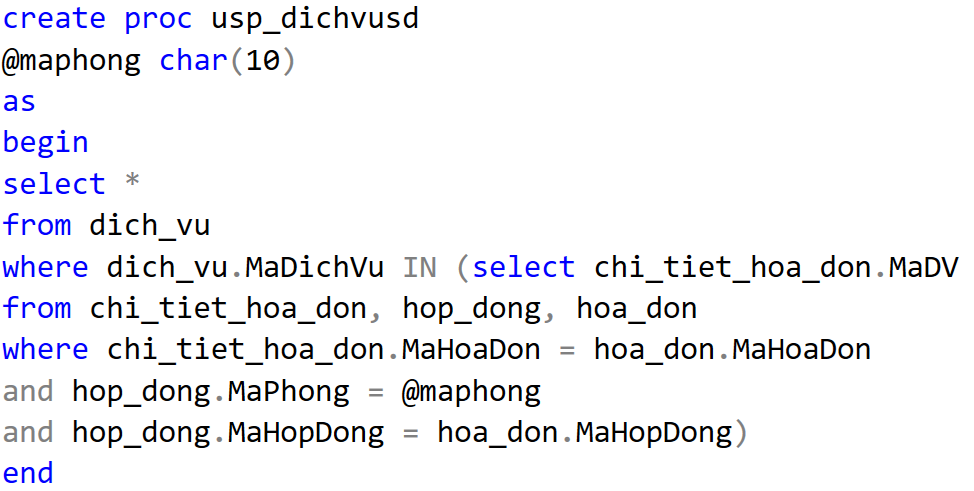 create proc usp_dichvusd
@maphong char(10)
as
begin
select *
from dich_vu
where dich_vu.MaDichVu IN (select chi_tiet_hoa_don.MaDV
from chi_tiet_hoa_don, hop_dong, hoa_don
where chi_tiet_hoa_don.MaHoaDon = hoa_don.MaHoaDon
and hop_dong.MaPhong = @maphong
and hop_dong.MaHopDong = hoa_don.MaHopDong)
end